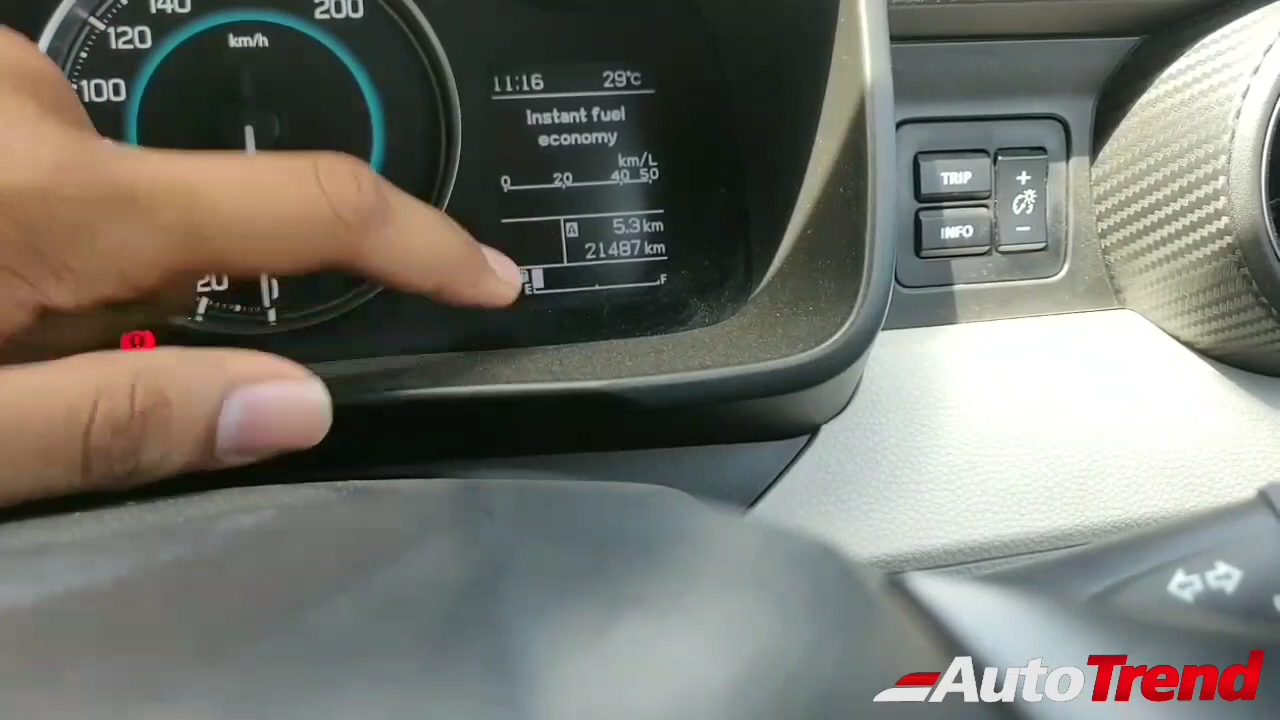 140
200
120
100
km/h
20
11:16 29°C
Instant fuel
economy
km/L
0 20 40 50
A 5.3 km
21487 km
E F
TRIP
INFO
+
-
AutoTrend